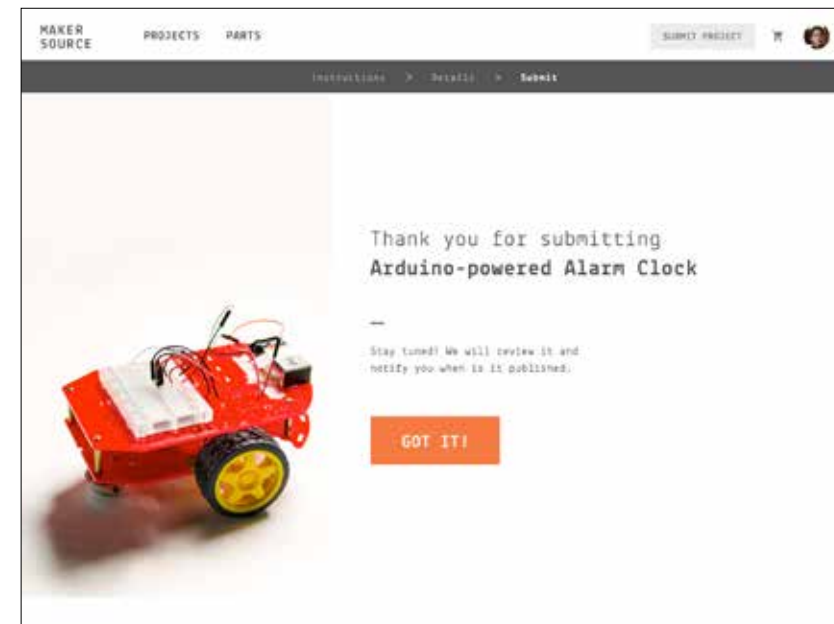 MAKER
SOURCE
PROJECTS PARTS
SUBMIT PROJECT
Instructions > Details > Submit
Thank you for submitting
Arduino-powered Alarm Clock
—
Stay tuned! We will review it and
notify you when is it published.
GOT IT!